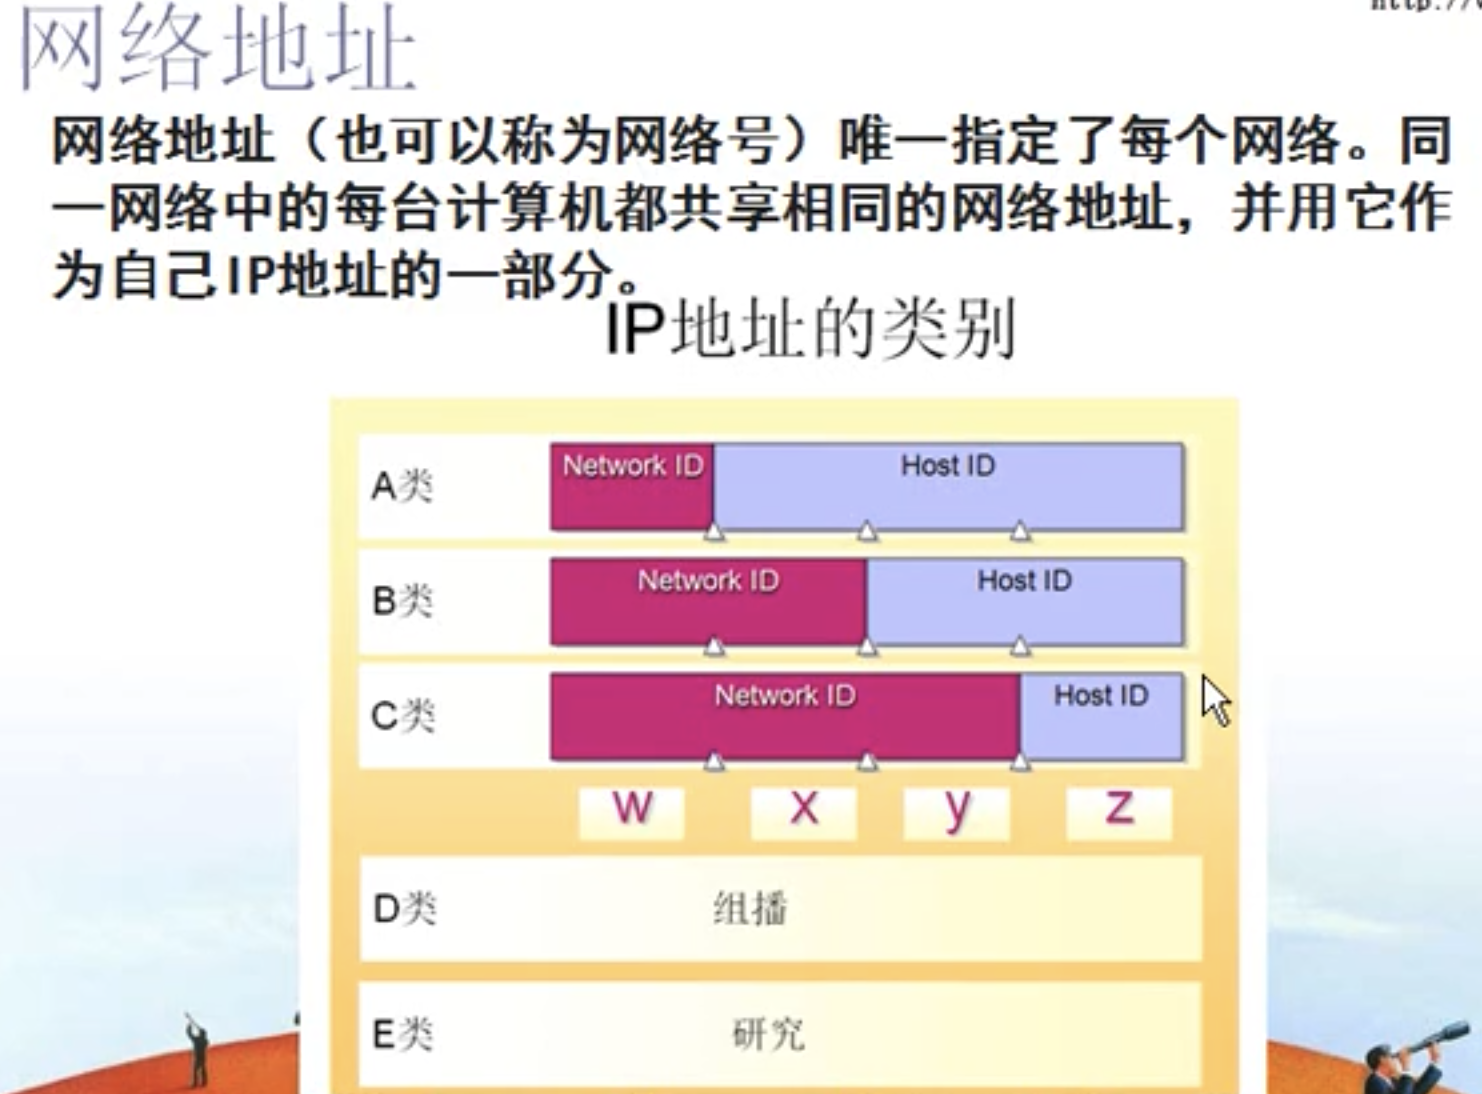 网络地址
网络地址（也可以称为网络号）唯一指定了每个网络。同
一网络中的每台计算机都共享相同的网络地址，并用它作
为自己IP地址的一部分。
IP地址的类别
A类 Network ID Host ID
B类 Network ID Host ID
C类 Network ID Host ID
w x y z
D类 组播
E类 研究